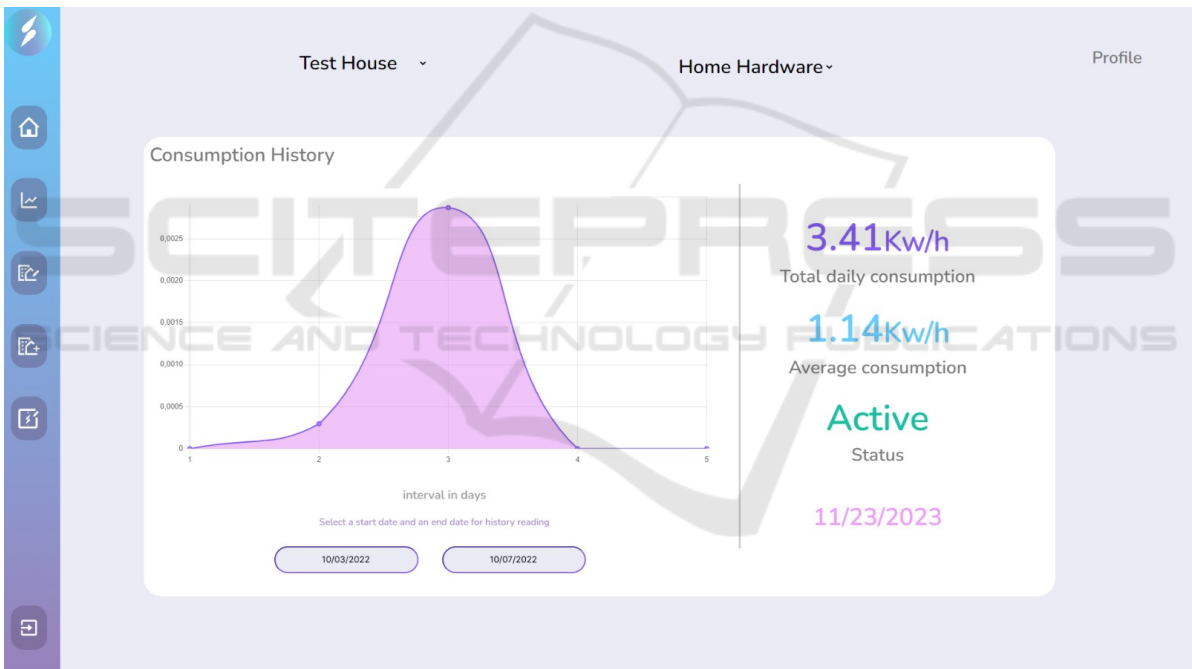 Test House
Home Hardware
Profile
Consumption History
0,0025
0,0020
0,0015
0,0010
0,0005
0
1 2 3 4 5
interval in days
Select a start date and an end date for history reading
10/03/2022 10/07/2022
3.41Kw/h
Total daily consumption
1.14Kw/h
Average consumption
Active
Status
11/23/2023
SCITEPRESS
SCIENCE AND TECHNOLOGY PUBLICATIONS